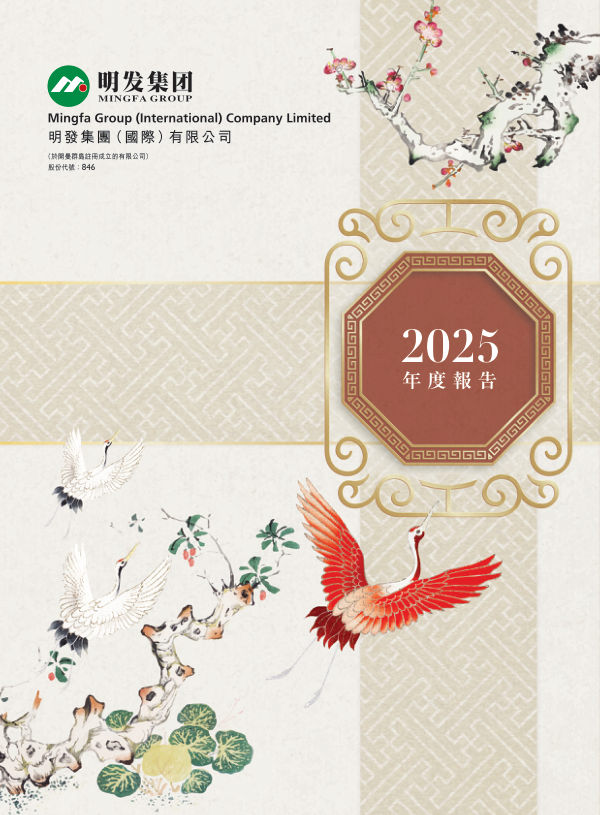 明发集团
MINGFA GROUP
Mingfa Group (International) Company Limited
明發集團（國際）有限公司
（於開曼群島註冊成立的有限公司）
股份代號：846
2025
年度報告